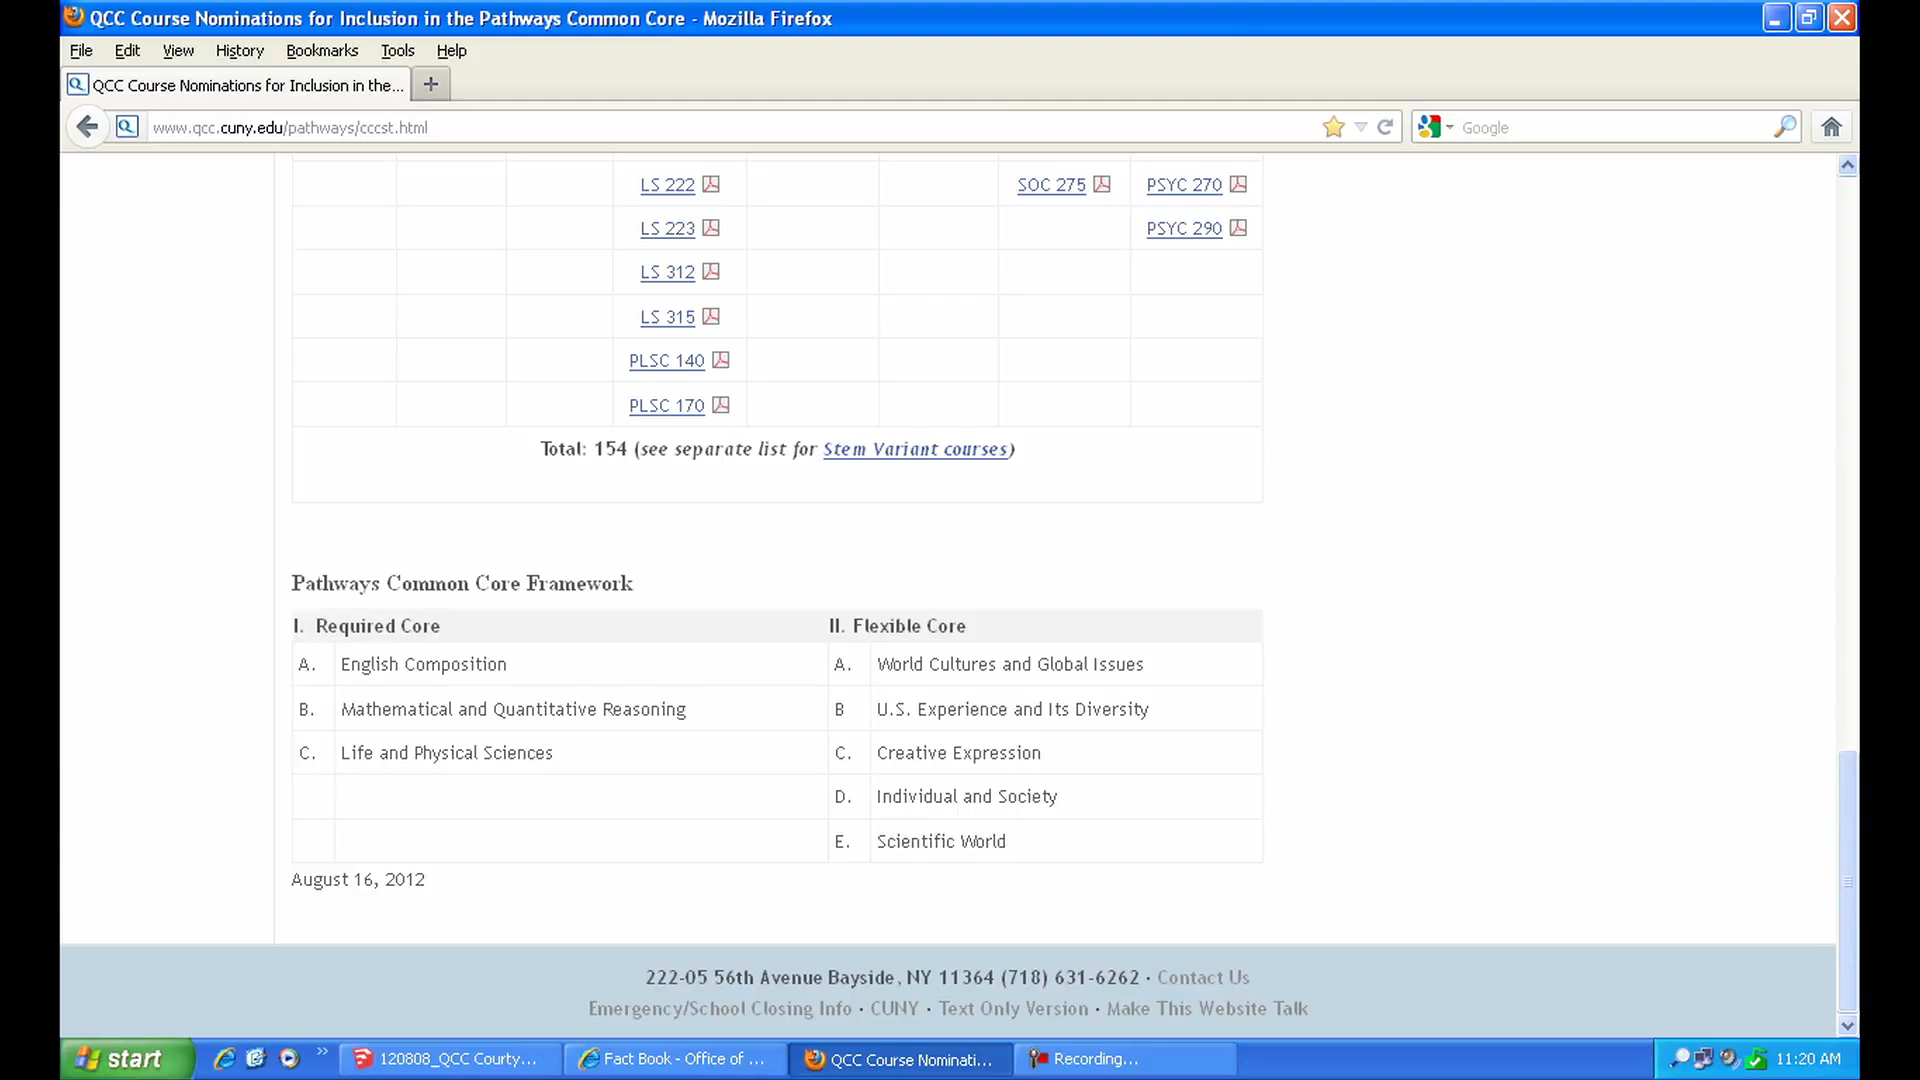 QCC Course Nominations for Inclusion in the Pathways Common Core - Mozilla Firefox
File Edit View History Bookmarks Tools Help
QCC Course Nominations for Inclusion in the...
www.qcc.cuny.edu/pathways/cccst.html Google
LS 222 SOC 275 PSYC 270
LS 223 PSYC 290
LS 312
LS 315
PLSC 140
PLSC 170
Total: 154 (see separate list for Stem Variant courses)
Pathways Common Core Framework
I. Required Core II. Flexible Core
A. English Composition A. World Cultures and Global Issues
B. Mathematical and Quantitative Reasoning B U.S. Experience and Its Diversity
C. Life and Physical Sciences C. Creative Expression
D. Individual and Society
E. Scientific World
August 16, 2012
222-05 56th Avenue Bayside, NY 11364 (718) 631-6262 · Contact Us
Emergency/School Closing Info · CUNY · Text Only Version · Make This Website Talk
start 120808_QCC Courty... Fact Book - Office of ... QCC Course Nominati... Recording... 11:20 AM